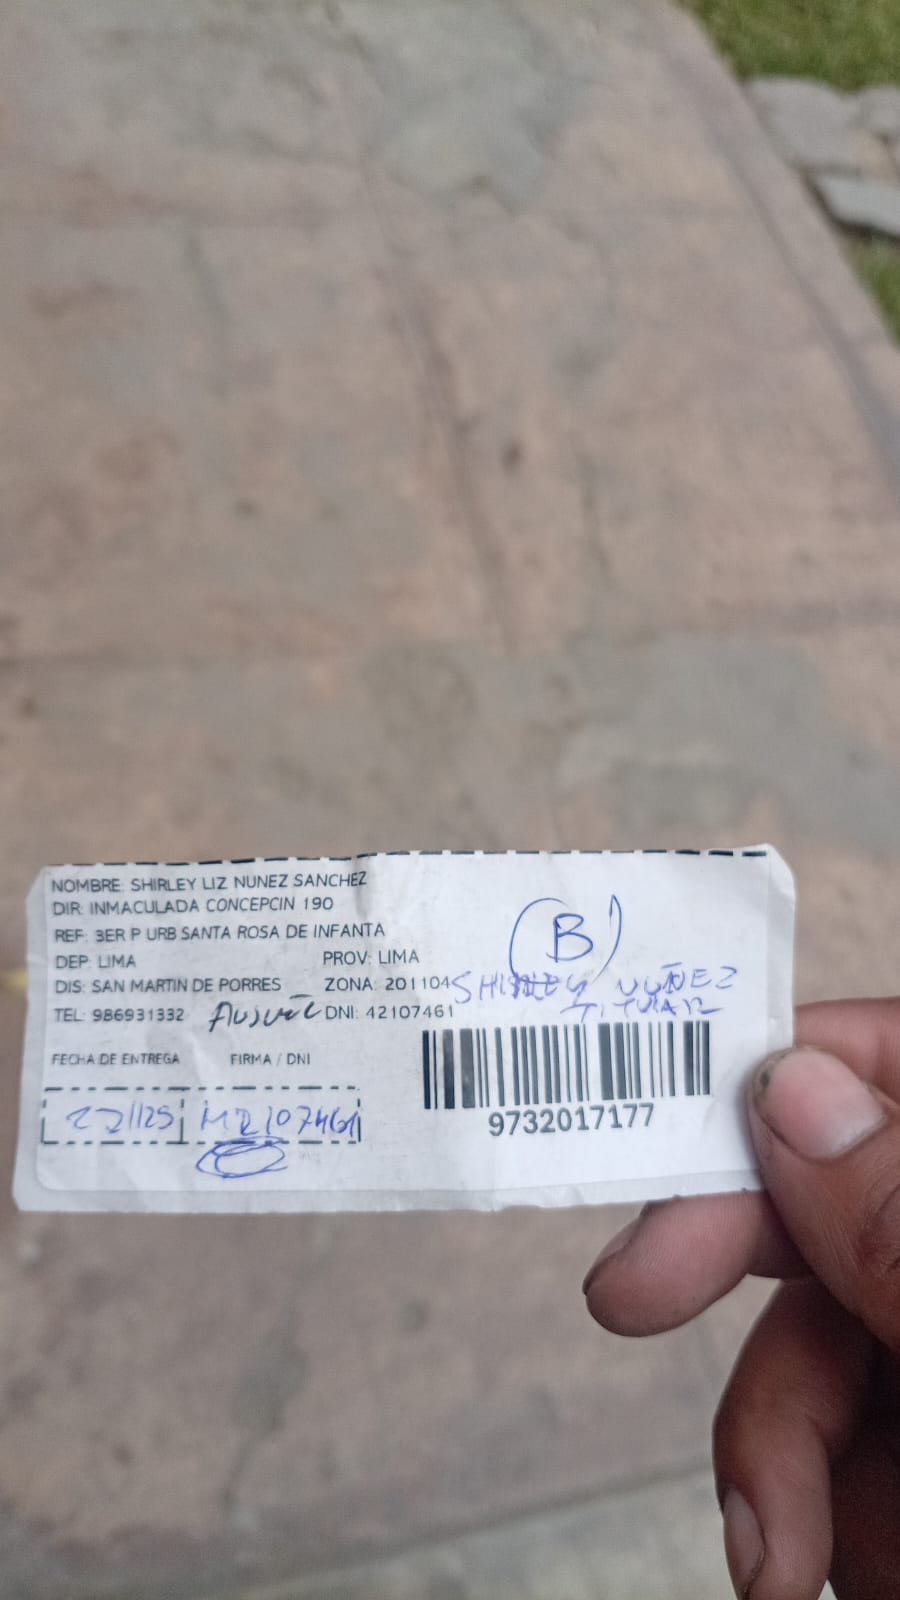 NOMBRE: SHIRLEY LIZ NUNEZ SANCHEZ
DIR: INMACULADA CONCEPCIN 190
REF: 3ER P URB SANTA ROSA DE INFANTA
DEP: LIMA PROV: LIMA
DIS: SAN MARTIN DE PORRES ZONA: 201104
TEL: 986931332 DNI: 42107461
(B)
SHIRLEY NUÑEZ
TITULAR
FECHA DE ENTREGA FIRMA / DNI
9732017177